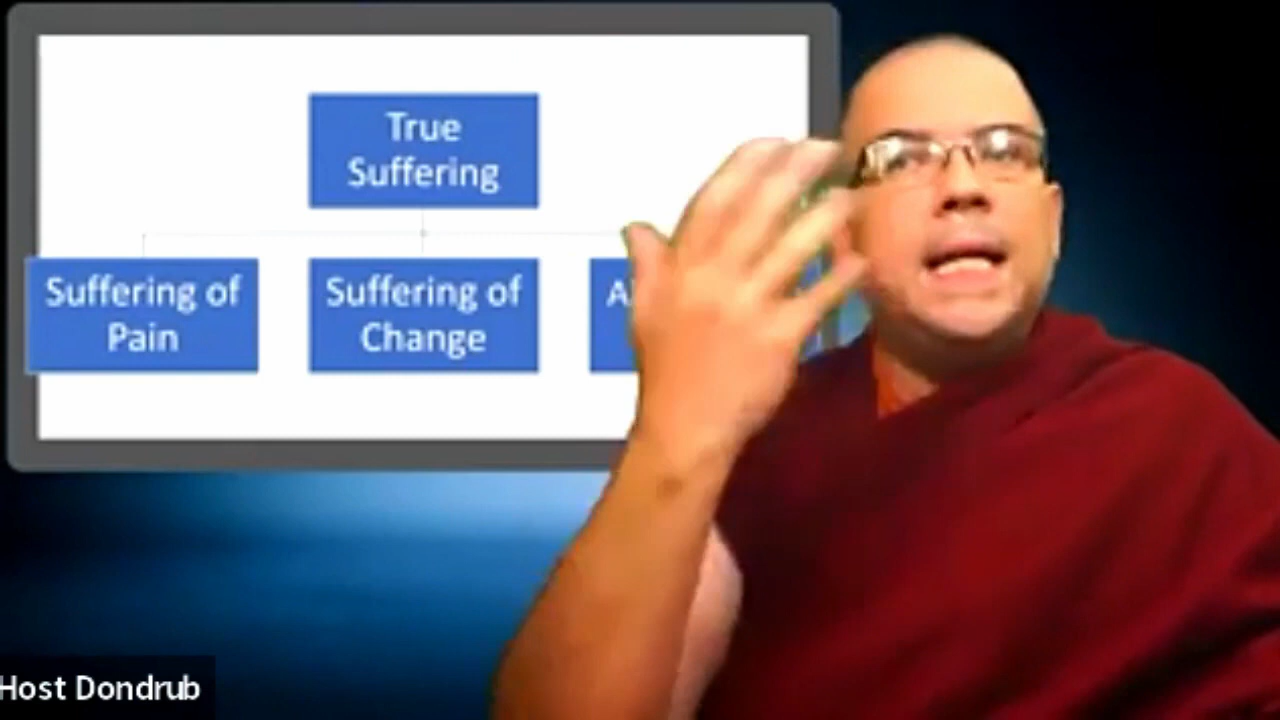 True
Suffering
Suffering of
Pain
Suffering of
Change
Host Dondrub